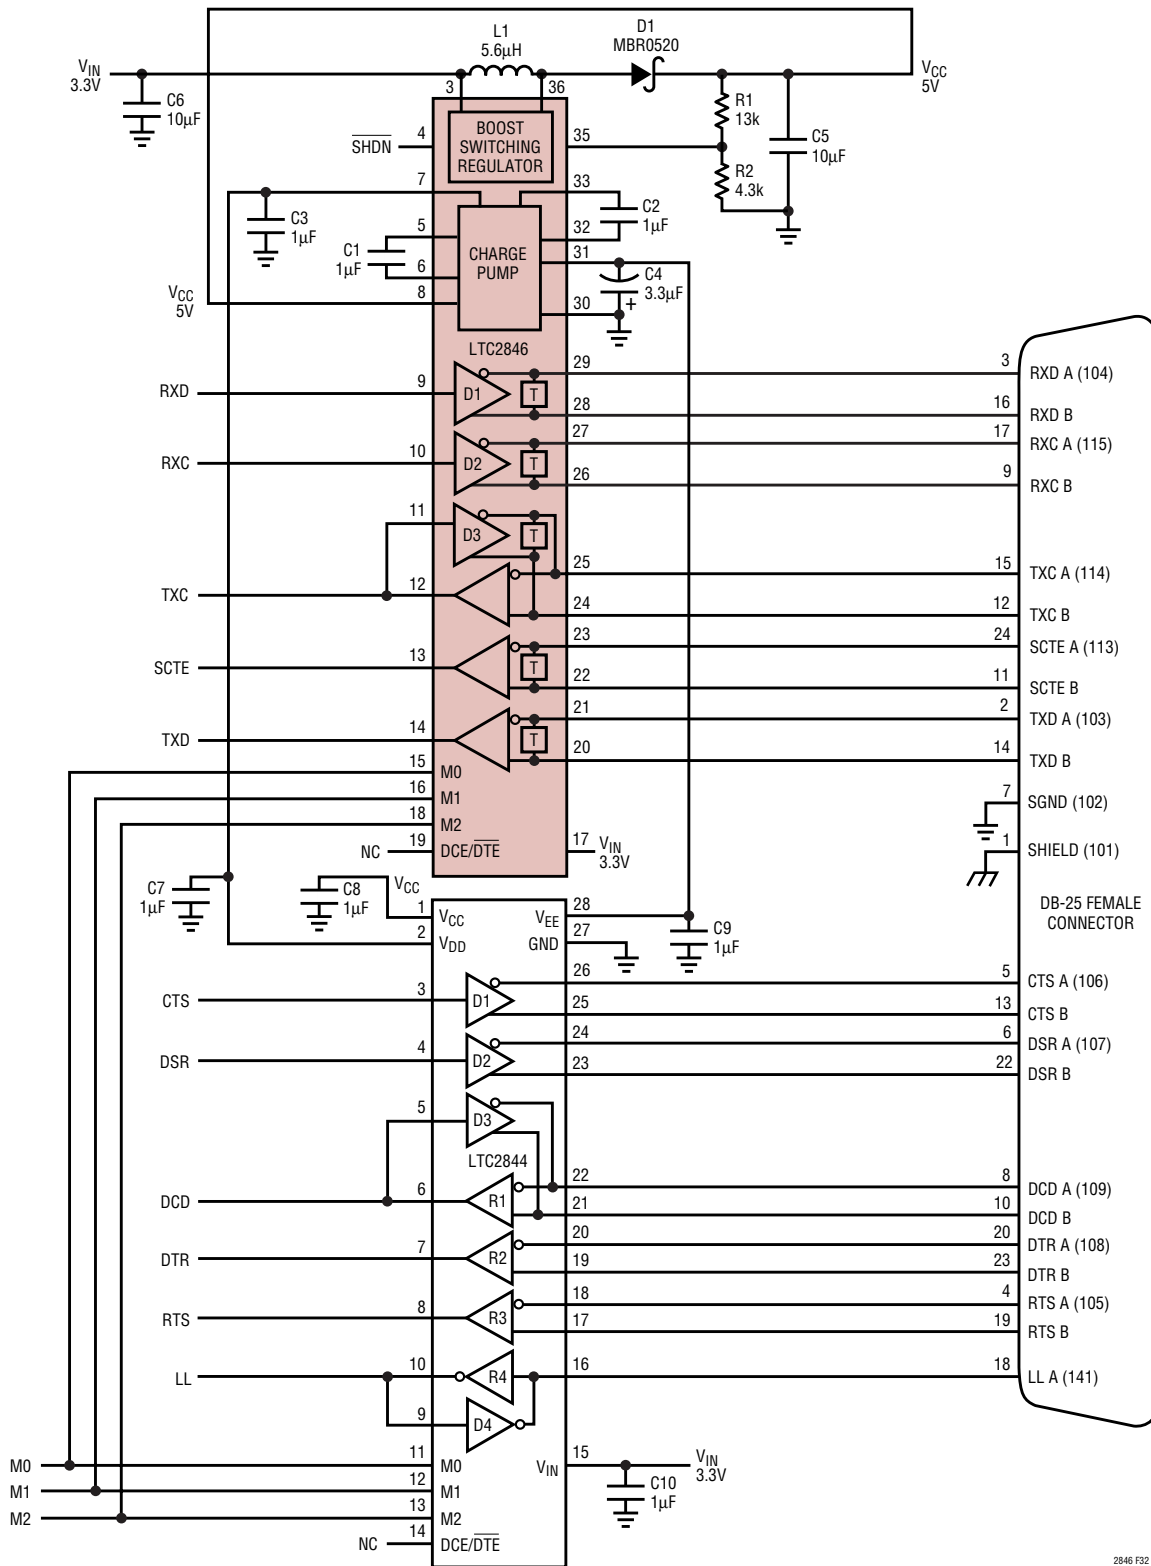 L1
5.6µH
D1
MBR0520
VIN
3.3V
3
36
VCC
5V
C6
10µF
BOOST
SWITCHING
REGULATOR
4
SHDN
35
R1
13k
C5
10µF
R2
4.3k
7
33
C3
1µF
C2
1µF
5
32
C1
1µF
CHARGE
PUMP
31
6
C4
3.3µF
+
VCC
5V
8
30
LTC2846
RXD
9
D1
T
29
3
RXD A (104)
28
16
RXD B
RXC
10
D2
T
27
17
RXC A (115)
26
9
RXC B
11
D3
T
25
15
TXC A (114)
TXC
12
24
12
TXC B
23
24
SCTE A (113)
SCTE
13
T
22
11
SCTE B
21
2
TXD A (103)
TXD
14
T
20
14
TXD B
15
M0
16
M1
7
SGND (102)
18
M2
NC
19
DCE/DTE
17
VIN
3.3V
1
SHIELD (101)
C7
1µF
C8
1µF
VCC
DB-25 FEMALE
CONNECTOR
1
VCC
VEE
28
2
VDD
GND
27
C9
1µF
CTS
3
D1
26
5
CTS A (106)
25
13
CTS B
DSR
4
D2
24
6
DSR A (107)
23
22
DSR B
5
D3
LTC2844
DCD
6
R1
22
8
DCD A (109)
21
10
DCD B
DTR
7
R2
20
20
DTR A (108)
19
23
DTR B
RTS
8
R3
18
4
RTS A (105)
17
19
RTS B
LL
10
R4
16
18
LL A (141)
9
D4
M0
11
M0
VIN
15
VIN
3.3V
M1
12
M1
C10
1µF
M2
13
M2
NC
14
DCE/DTE
2846 F32